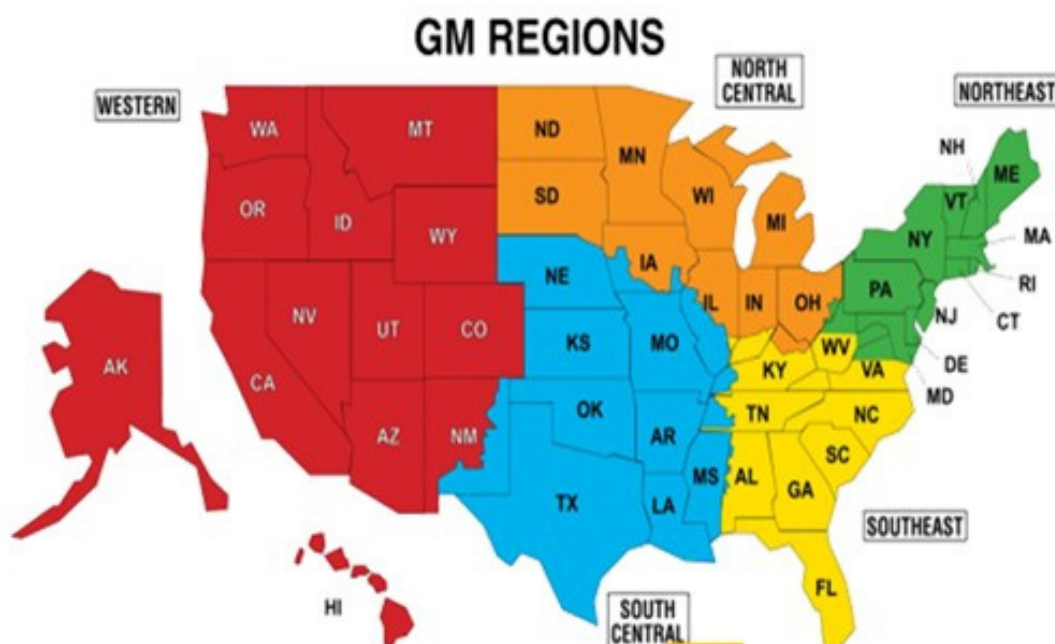 GM REGIONS
WESTERN
NORTH
CENTRAL
NORTHEAST
WA
MT
ND
MN
NH
ME
OR
ID
SD
WI
MI
VT
WY
NY
MA
NE
IA
RI
PA
IL
IN
OH
NV
UT
CO
KS
MO
NJ
CT
WV
AK
CA
KY
VA
DE
MD
AZ
NM
OK
AR
TN
NC
SC
TX
LA
MS
AL
GA
SOUTHEAST
FL
HI
SOUTH
CENTRAL